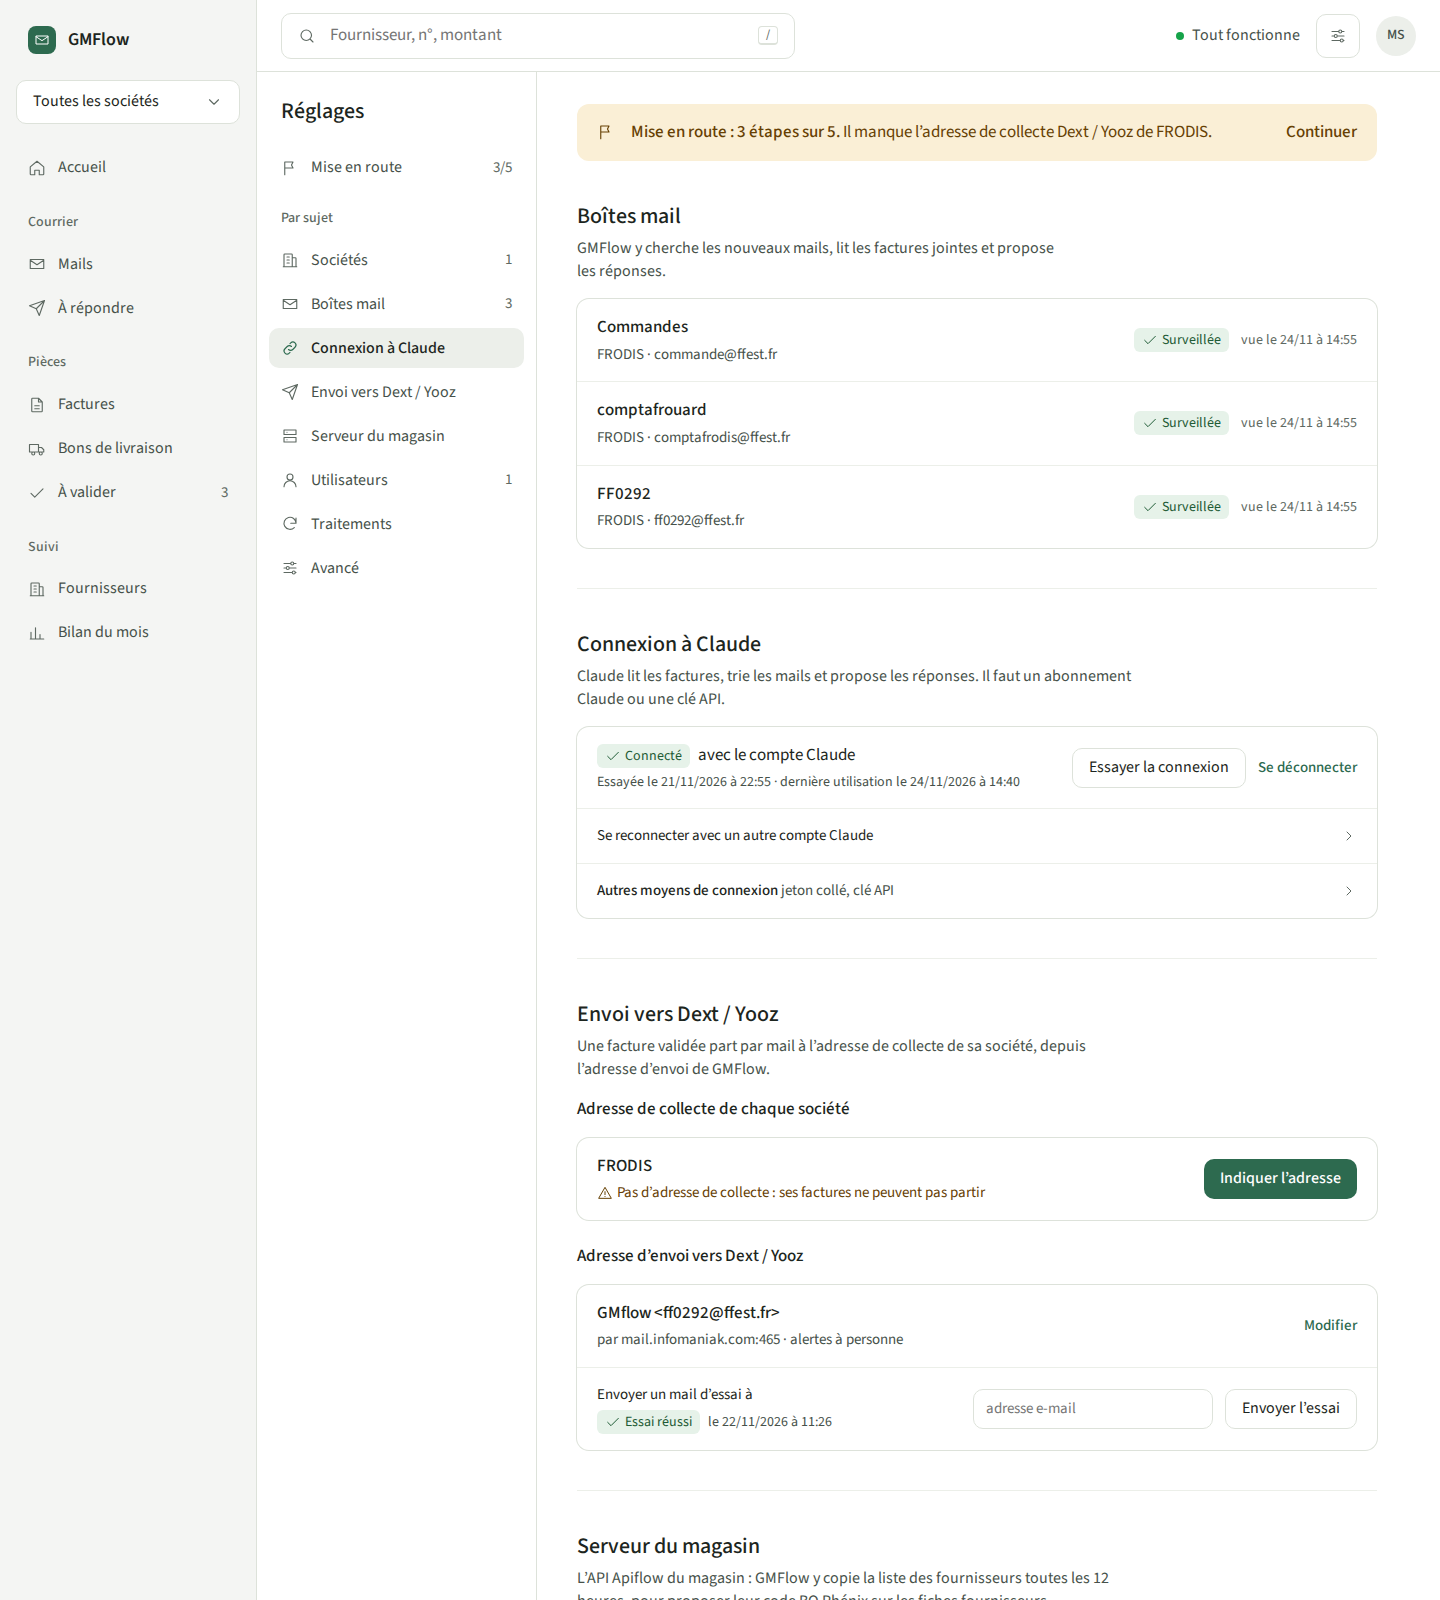 GMFlow
Toutes les sociétés
Accueil
Courrier
Mails
À répondre
Pièces
Factures
Bons de livraison
À valider 3
Suivi
Fournisseurs
Bilan du mois
Fournisseur, n°, montant /
Tout fonctionne
MS
Réglages
Mise en route 3/5
Par sujet
Sociétés 1
Boîtes mail 3
Connexion à Claude
Envoi vers Dext / Yooz
Serveur du magasin
Utilisateurs 1
Traitements
Avancé
Mise en route : 3 étapes sur 5. Il manque l’adresse de collecte Dext / Yooz de FRODIS. Continuer
Boîtes mail
GMFlow y cherche les nouveaux mails, lit les factures jointes et propose
les réponses.
Commandes
FRODIS · commande@ffest.fr
Surveillée vue le 24/11 à 14:55
comptafrouard
FRODIS · comptafrodis@ffest.fr
Surveillée vue le 24/11 à 14:55
FF0292
FRODIS · ff0292@ffest.fr
Surveillée vue le 24/11 à 14:55
Connexion à Claude
Claude lit les factures, trie les mails et propose les réponses. Il faut un abonnement
Claude ou une clé API.
Connecté avec le compte Claude
Essayée le 21/11/2026 à 22:55 · dernière utilisation le 24/11/2026 à 14:40
Essayer la connexion Se déconnecter
Se reconnecter avec un autre compte Claude
Autres moyens de connexion jeton collé, clé API
Envoi vers Dext / Yooz
Une facture validée part par mail à l’adresse de collecte de sa société, depuis
l’adresse d’envoi de GMFlow.
Adresse de collecte de chaque société
FRODIS
Pas d’adresse de collecte : ses factures ne peuvent pas partir
Indiquer l’adresse
Adresse d’envoi vers Dext / Yooz
GMflow <ff0292@ffest.fr>
par mail.infomaniak.com:465 · alertes à personne
Modifier
Envoyer un mail d’essai à
Essai réussi le 22/11/2026 à 11:26
adresse e-mail Envoyer l’essai
Serveur du magasin
L’API Apiflow du magasin : GMFlow y copie la liste des fournisseurs toutes les 12
heures, pour proposer leur code BO Phénix sur les fiches fournisseurs.